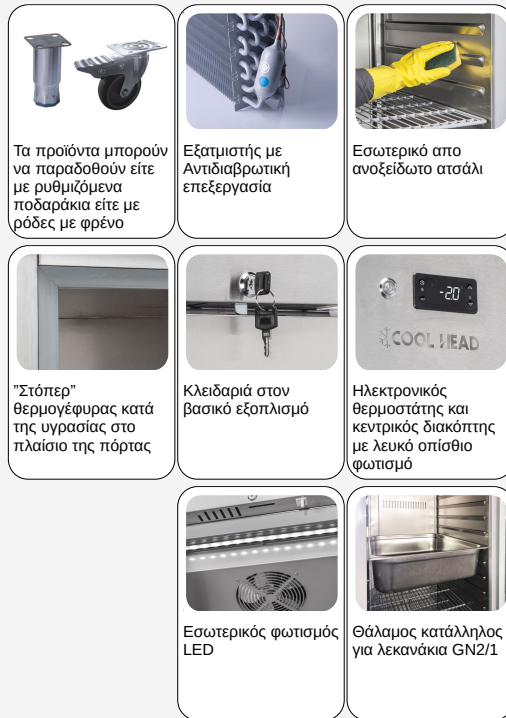 Τα προϊόντα μπορούν
να παραδοθούν είτε
με ρυθμιζόμενα
ποδαράκια είτε με
ρόδες με φρένο
Εξατμιστής με
Αντιδιαβρωτική
επεξεργασία
Εσωτερικό απο
ανοξείδωτο ατσάλι
”Στόπερ”
θερμογέφυρας κατά
της υγρασίας στο
πλαίσιο της πόρτας
Κλειδαριά στον
βασικό εξοπλισμό
-2.0
COOL HEAD
Ηλεκτρονικός
θερμοστάτης και
κεντρικός διακόπτης
με λευκό οπίσθιο
φωτισμό
Εσωτερικός φωτισμός
LED
Θάλαμος κατάλληλος
για λεκανάκια GN2/1